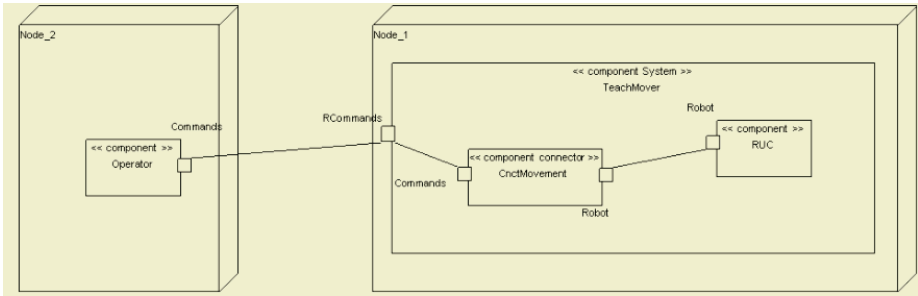 Node_2
Node_1
<< component System >>
TeachMover
Robot
RCommands
Commands
<< component >>
Operator
<< component >>
RUC
<< component connector >>
CnctMovement
Commands
Robot